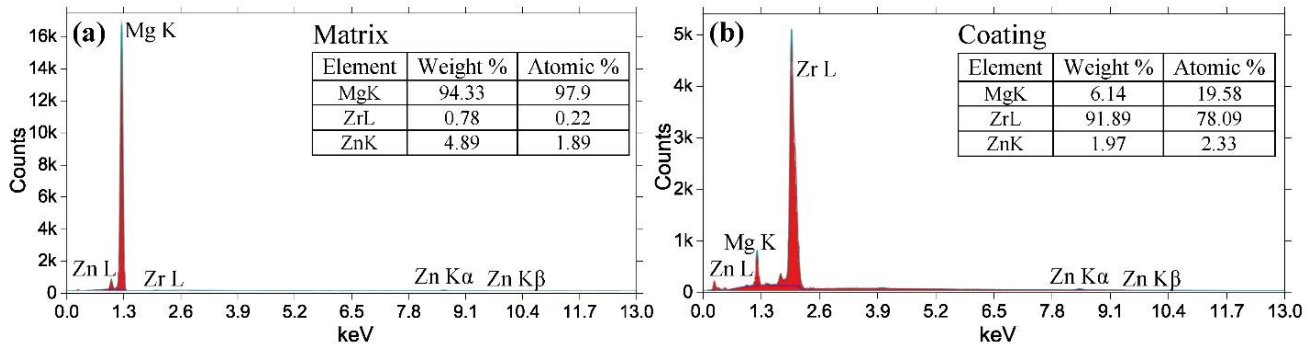 (a)
Mg K
Matrix
Element Weight % Atomic %
MgK 94.33 97.9
ZrL 0.78 0.22
ZnK 4.89 1.89
16k
14k
12k
10k
8k
6k
4k
2k
0
Counts
Zn L
Zr L
Zn Kα
Zn Kβ
0.0 1.3 2.6 3.9 5.2 6.5 7.8 9.1 10.4 11.7 13.0
keV
(b)
Zr L
Coating
Element Weight % Atomic %
MgK 6.14 19.58
ZrL 91.89 78.09
ZnK 1.97 2.33
5k
4k
3k
2k
1k
0
Counts
Mg K
Zn L
Zn Kα
Zn Kβ
0.0 1.3 2.6 3.9 5.2 6.5 7.8 9.1 10.4 11.7 13.0
keV